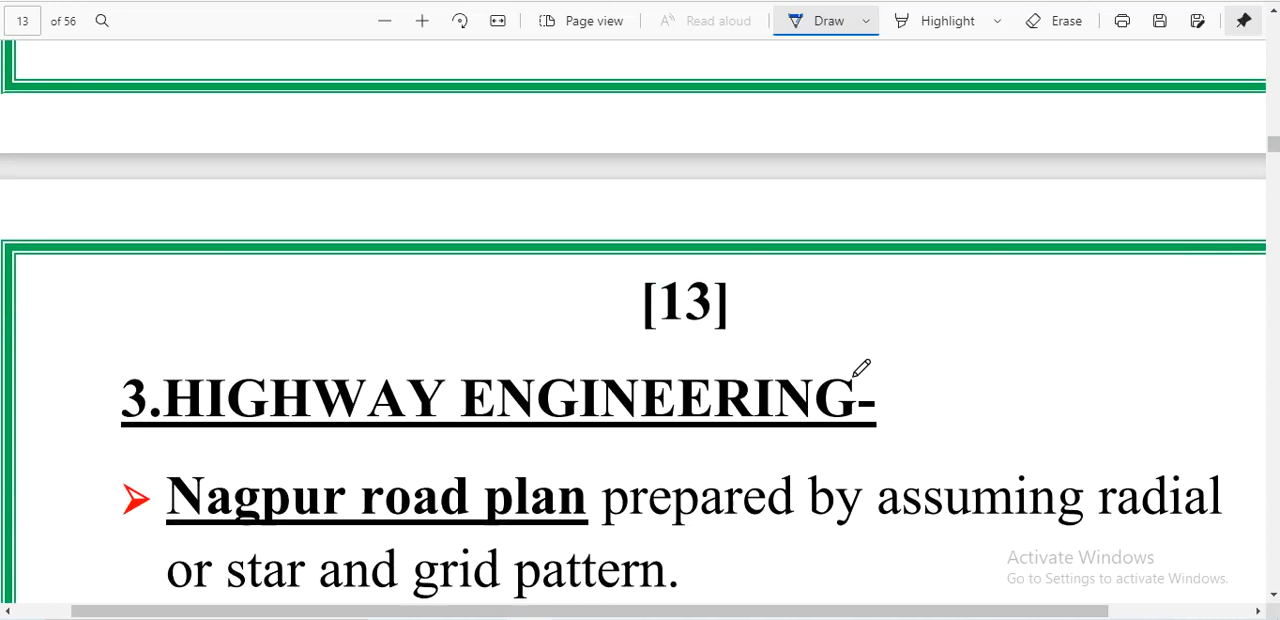 13 of 56 Page view Read aloud Draw Highlight Erase
[13]
3.HIGHWAY ENGINEERING-
Nagpur road plan prepared by assuming radial
or star and grid pattern.
Activate Windows
Go to Settings to activate Windows.